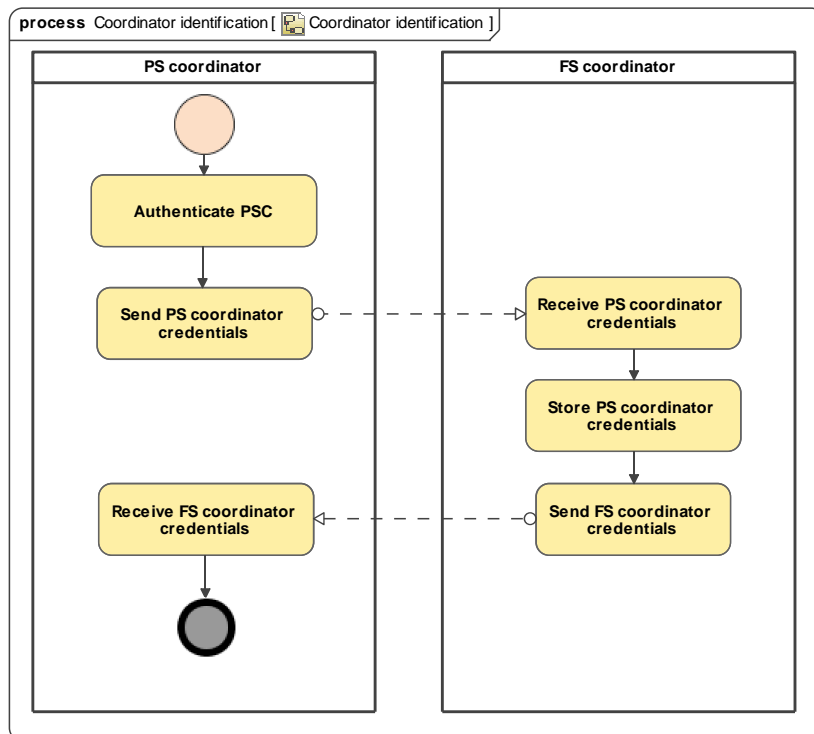 process Coordinator identification [ Coordinator identification ]
PS coordinator
FS coordinator
Authenticate PSC
Send PS coordinator
credentials
Receive PS coordinator
credentials
Store PS coordinator
credentials
Receive FS coordinator
credentials
Send FS coordinator
credentials